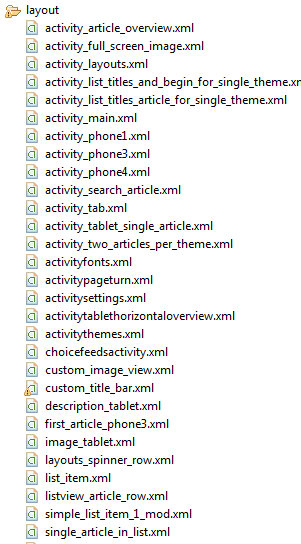 layout
activity_article_overview.xml
activity_full_screen_image.xml
activity_layouts.xml
activity_list_titles_and_begin_for_single_theme.xm
activity_list_titles_article_for_single_theme.xml
activity_main.xml
activity_phone1.xml
activity_phone3.xml
activity_phone4.xml
activity_search_article.xml
activity_tab.xml
activity_tablet_single_article.xml
activity_two_articles_per_theme.xml
activityfonts.xml
activitypageturn.xml
activitysettings.xml
activitytablethorizontaloverview.xml
activitythemes.xml
choicefeedsactivity.xml
custom_image_view.xml
custom_title_bar.xml
description_tablet.xml
first_article_phone3.xml
image_tablet.xml
layouts_spinner_row.xml
list_item.xml
listview_article_row.xml
simple_list_item_1_mod.xml
single_article_in_list.xml